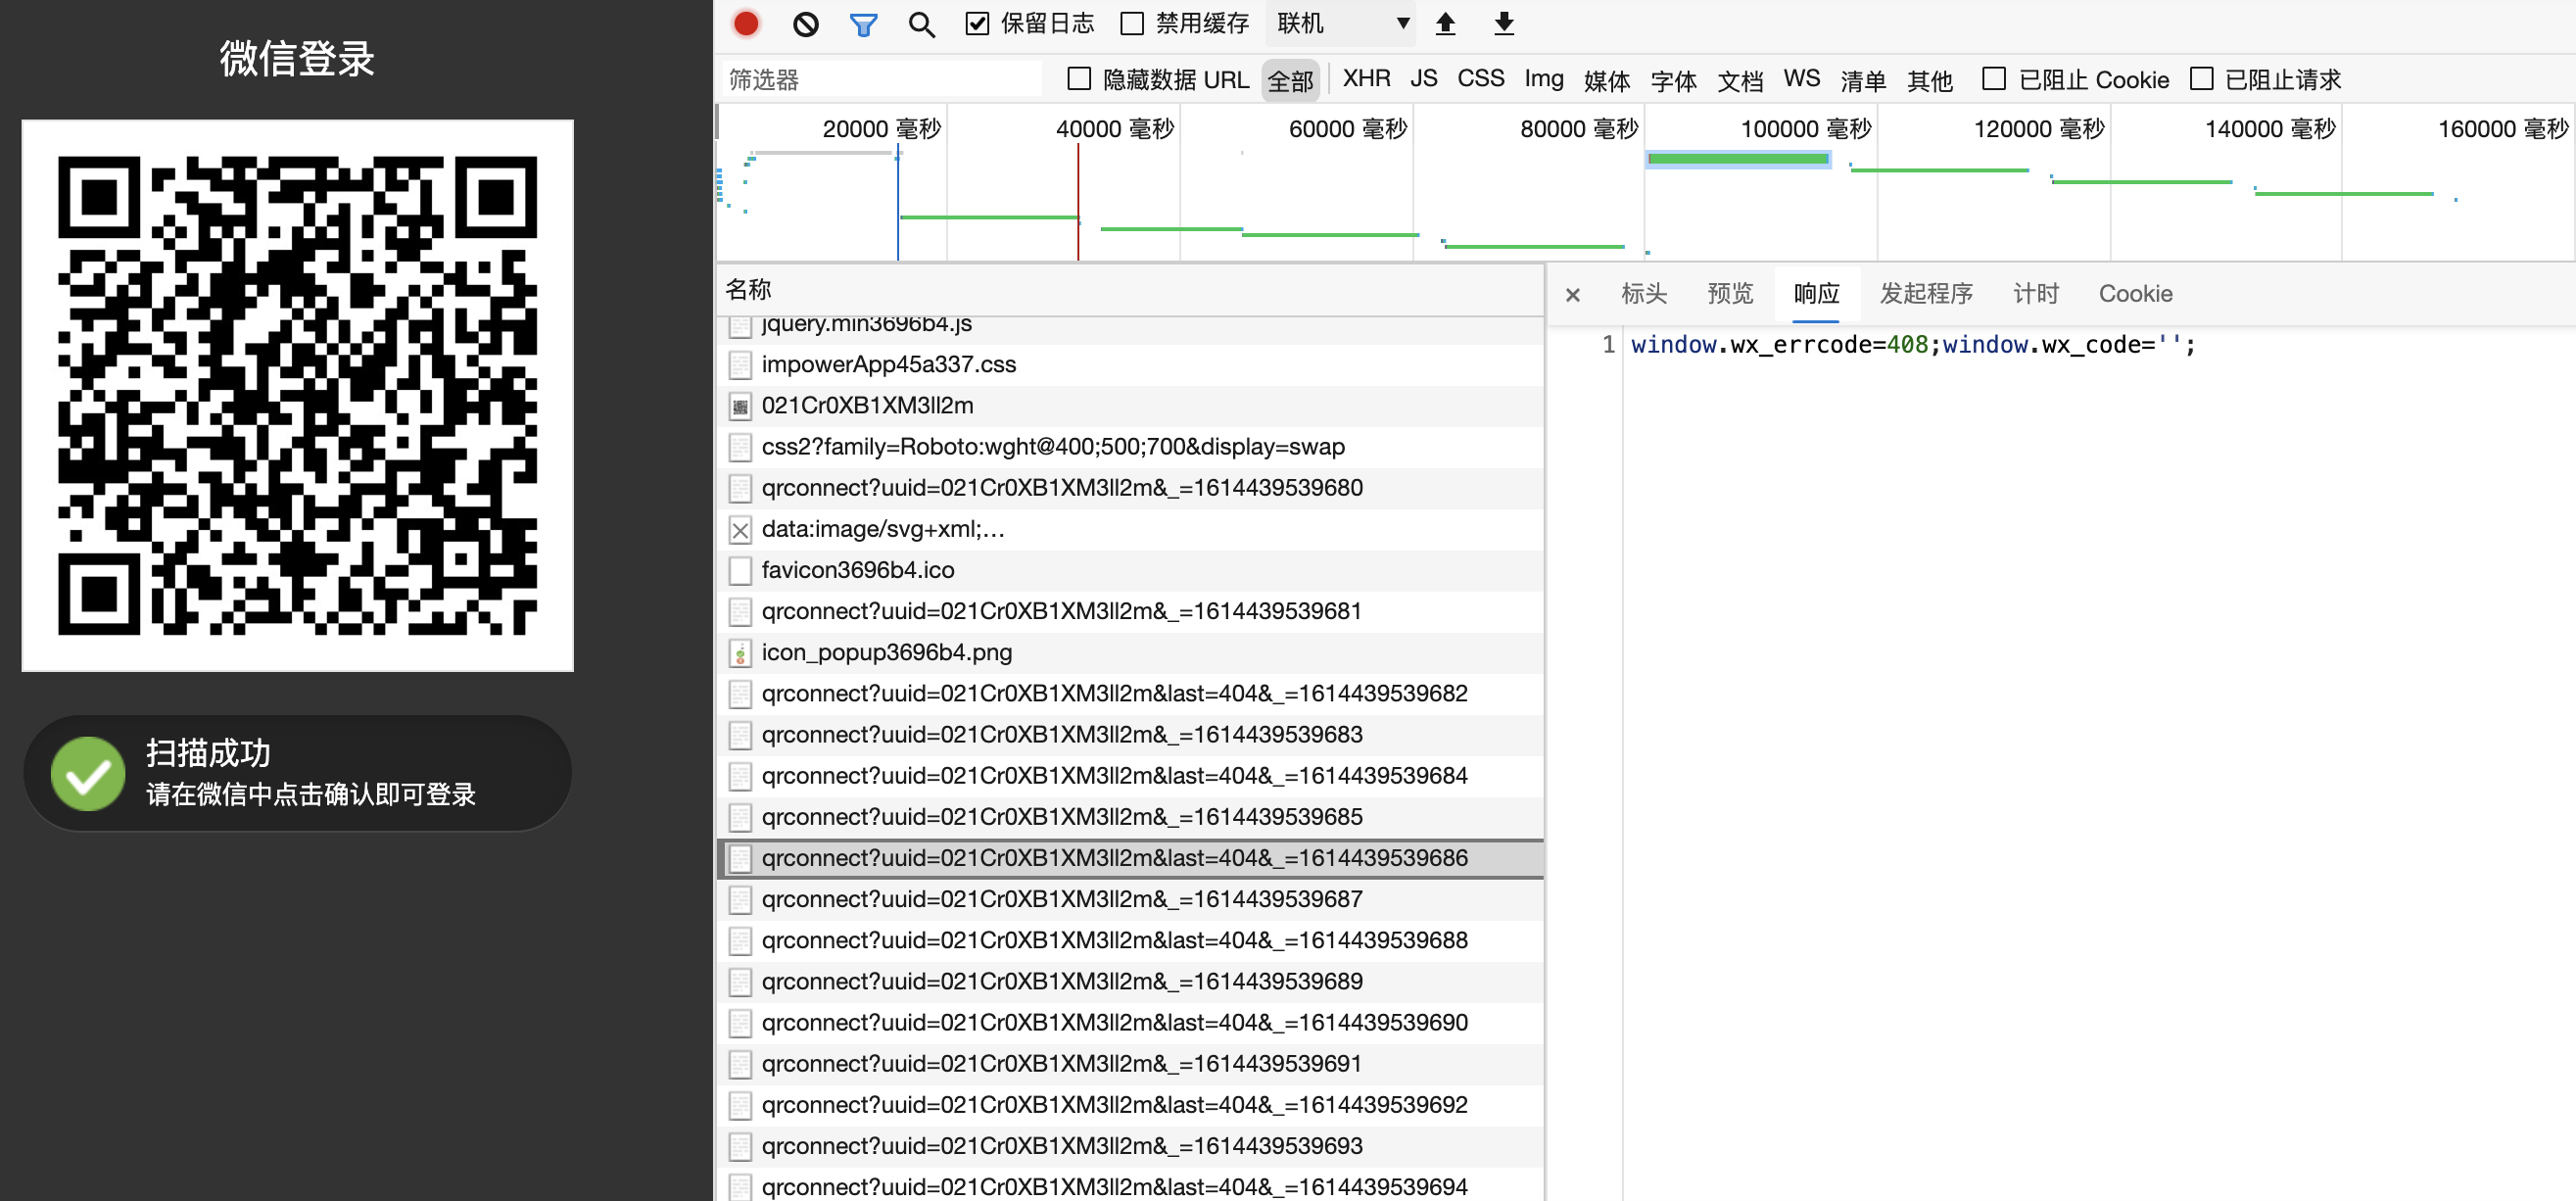 微信登录
扫描成功
请在微信中点击确认即可登录
保留日志 禁用缓存 联机
筛选器 隐藏数据 URL 全部 XHR JS CSS Img 媒体 字体 文档 WS 清单 其他 已阻止 Cookie 已阻止请求
20000 毫秒 40000 毫秒 60000 毫秒 80000 毫秒 100000 毫秒 120000 毫秒 140000 毫秒 160000 毫秒
名称
jquery.min3696b4.js
impowerApp45a337.css
021Cr0XB1XM3ll2m
css2?family=Roboto:wght@400;500;700&display=swap
qrconnect?uuid=021Cr0XB1XM3ll2m&_=1614439539680
data:image/svg+xml;…
favicon3696b4.ico
qrconnect?uuid=021Cr0XB1XM3ll2m&_=1614439539681
icon_popup3696b4.png
qrconnect?uuid=021Cr0XB1XM3ll2m&last=404&_=1614439539682
qrconnect?uuid=021Cr0XB1XM3ll2m&_=1614439539683
qrconnect?uuid=021Cr0XB1XM3ll2m&last=404&_=1614439539684
qrconnect?uuid=021Cr0XB1XM3ll2m&_=1614439539685
qrconnect?uuid=021Cr0XB1XM3ll2m&last=404&_=1614439539686
qrconnect?uuid=021Cr0XB1XM3ll2m&_=1614439539687
qrconnect?uuid=021Cr0XB1XM3ll2m&last=404&_=1614439539688
qrconnect?uuid=021Cr0XB1XM3ll2m&_=1614439539689
qrconnect?uuid=021Cr0XB1XM3ll2m&last=404&_=1614439539690
qrconnect?uuid=021Cr0XB1XM3ll2m&_=1614439539691
qrconnect?uuid=021Cr0XB1XM3ll2m&last=404&_=1614439539692
qrconnect?uuid=021Cr0XB1XM3ll2m&_=1614439539693
qrconnect?uuid=021Cr0XB1XM3ll2m&last=404&_=1614439539694
× 标头 预览 响应 发起程序 计时 Cookie
1 window.wx_errcode=408;window.wx_code='';